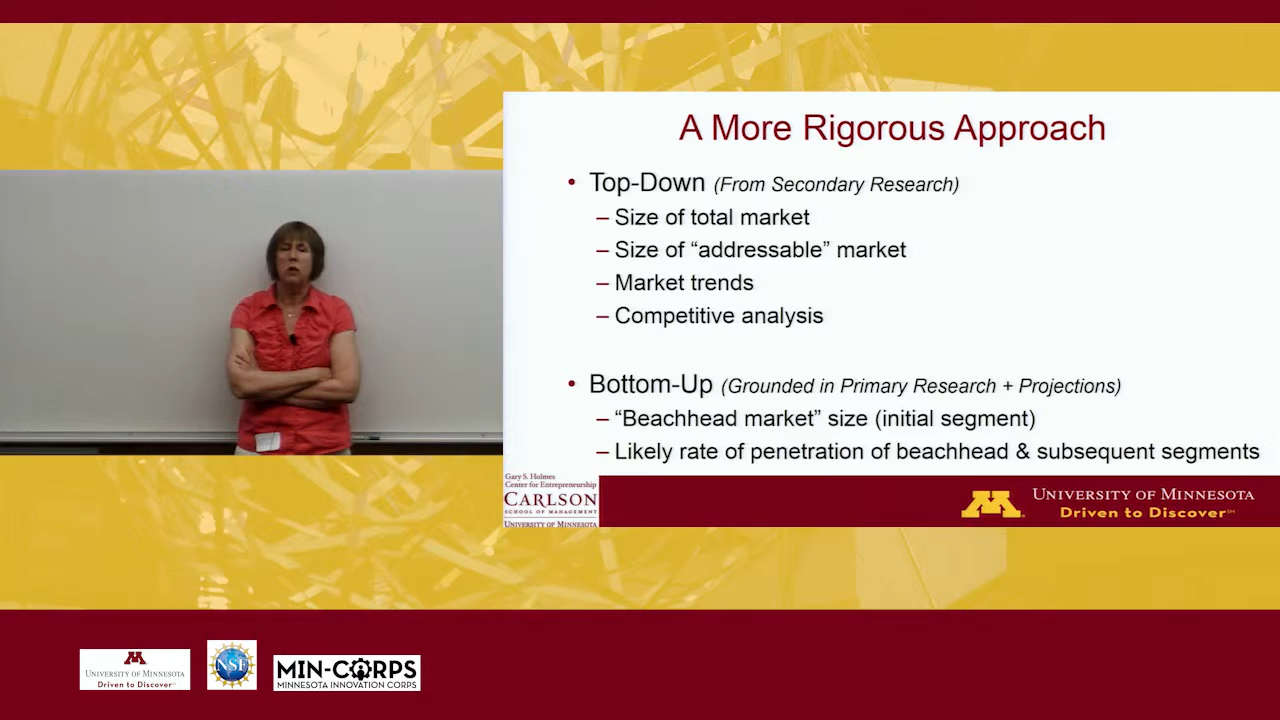 A More Rigorous Approach
• Top-Down (From Secondary Research)
– Size of total market
– Size of “addressable” market
– Market trends
– Competitive analysis
• Bottom-Up (Grounded in Primary Research + Projections)
– “Beachhead market” size (initial segment)
– Likely rate of penetration of beachhead & subsequent segments
Gary S. Holmes
Center for Entrepreneurship
CARLSON
SCHOOL OF MANAGEMENT
UNIVERSITY OF MINNESOTA
M
UNIVERSITY OF MINNESOTA
Driven to Discover℠
M
UNIVERSITY OF MINNESOTA
Driven to Discover℠
NSF
MIN-CORPS
MINNESOTA INNOVATION CORPS